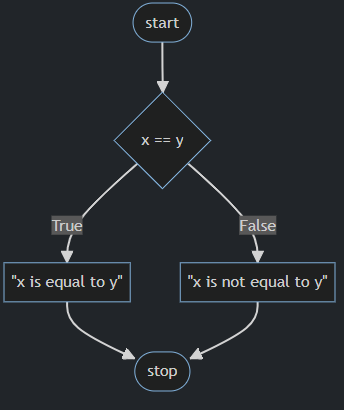 start
x == y
True
False
"x is equal to y"
"x is not equal to y"
stop